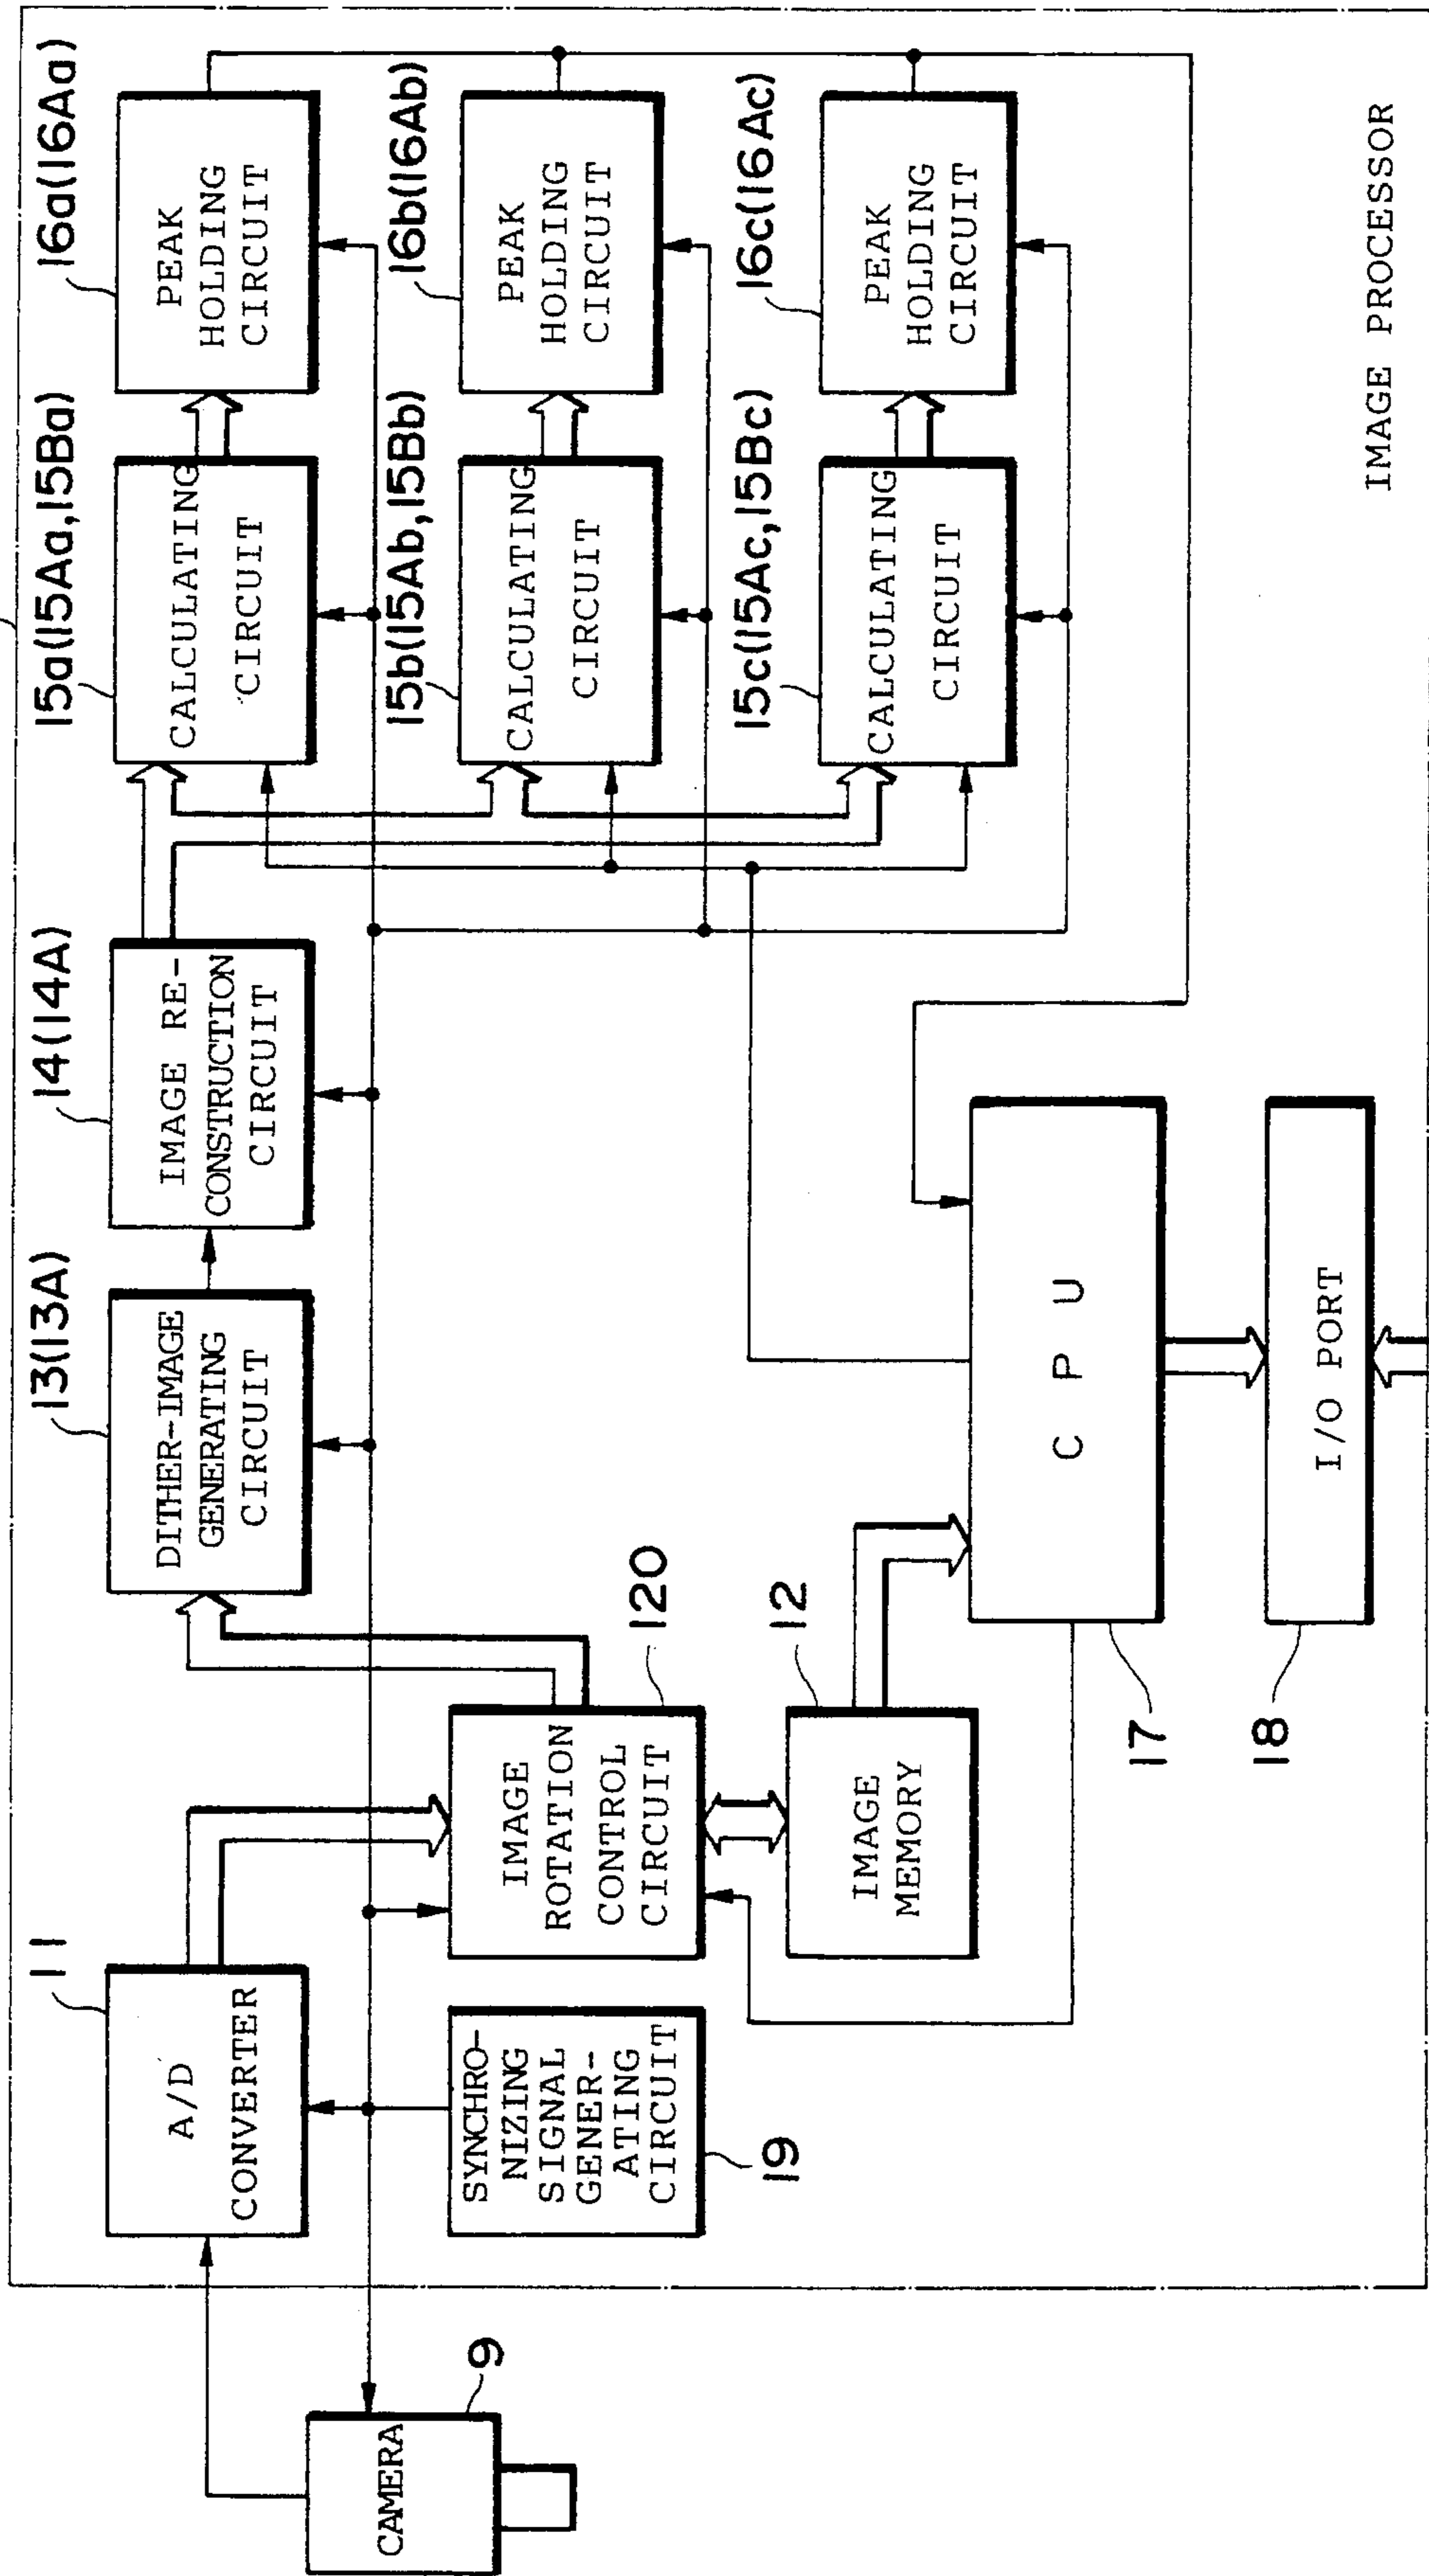 9
CAMERA
11
A/D
CONVERTER
19
SYNCHRO-
NIZING
SIGNAL
GENER-
ATING
CIRCUIT
120
IMAGE
ROTATION
CONTROL
CIRCUIT
12
IMAGE
MEMORY
13(13A)
DITHER-IMAGE
GENERATING
CIRCUIT
14(14A)
IMAGE RE-
CONSTRUCTION
CIRCUIT
15a(15Aa,15Ba)
CALCULATING
CIRCUIT
16a(16Aa)
PEAK
HOLDING
CIRCUIT
15b(15Ab,15Bb)
CALCULATING
CIRCUIT
16b(16Ab)
PEAK
HOLDING
CIRCUIT
15c(15Ac,15Bc)
CALCULATING
CIRCUIT
16c(16Ac)
PEAK
HOLDING
CIRCUIT
17
CPU
18
I/O PORT
IMAGE PROCESSOR